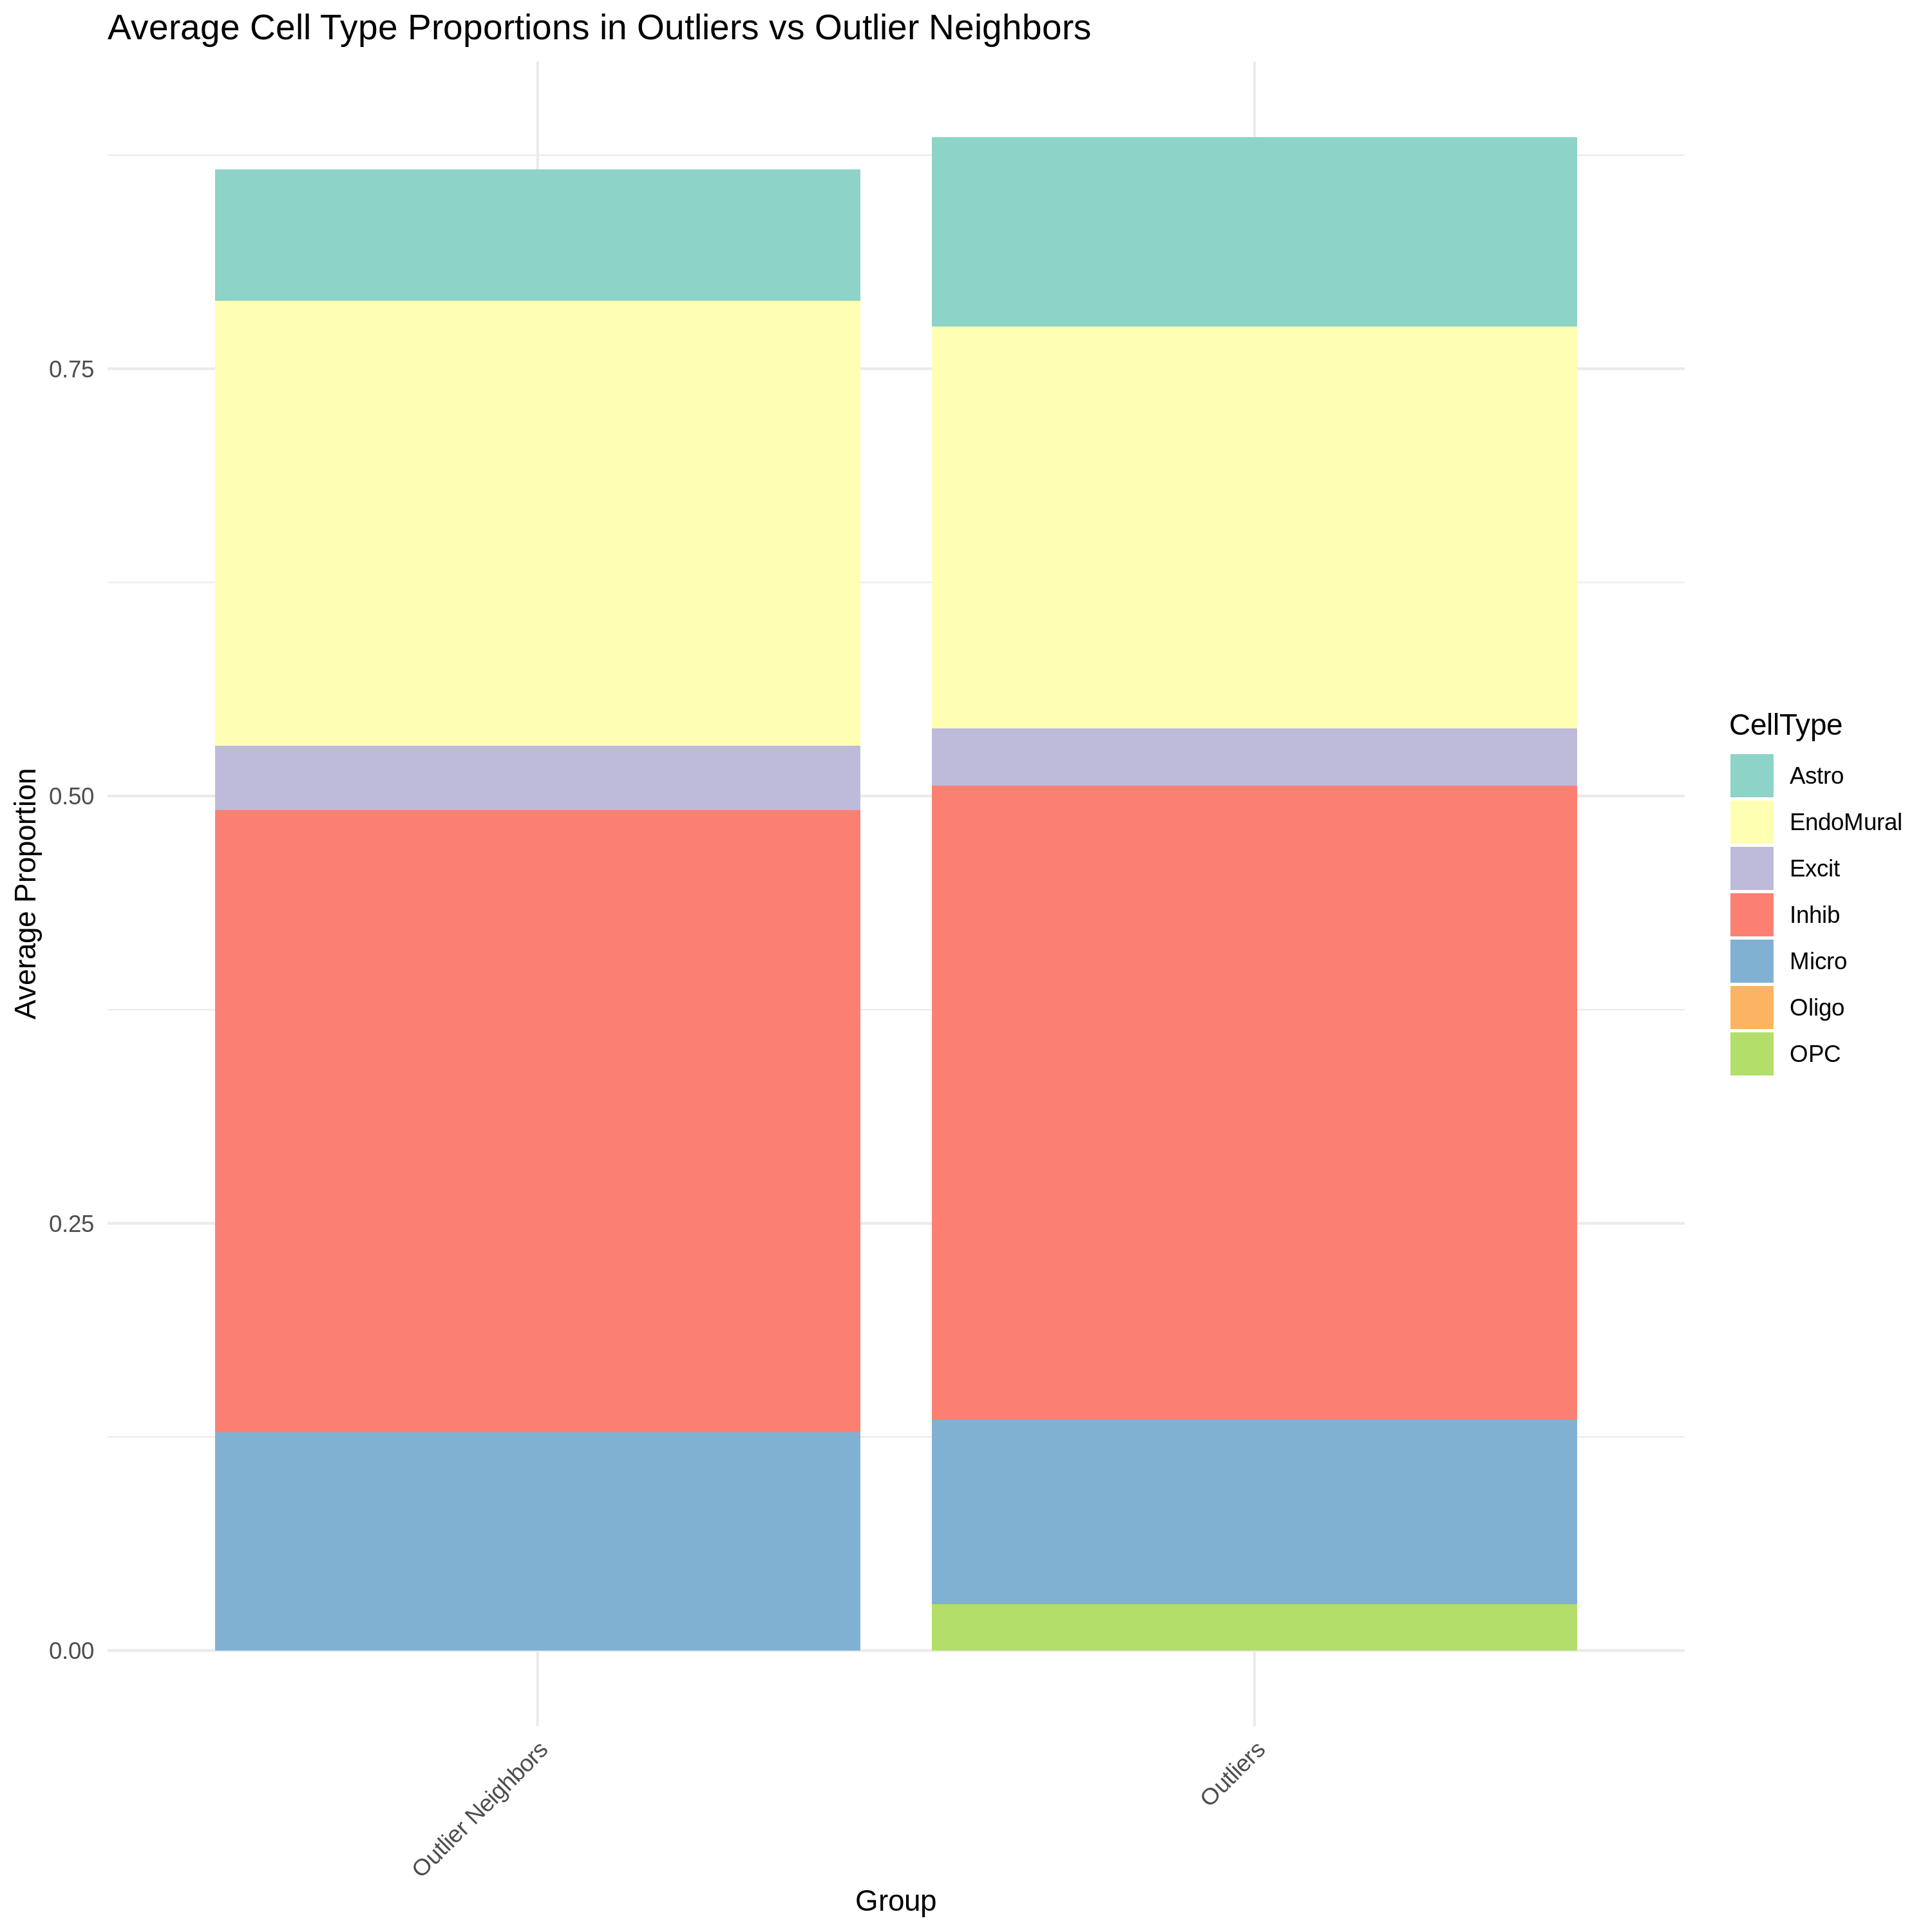 Average Cell Type Proportions in Outliers vs Outlier Neighbors
Average Proportion
0.75
0.50
0.25
0.00
Outlier Neighbors
Outliers
Group
CellType
Astro
EndoMural
Excit
Inhib
Micro
Oligo
OPC